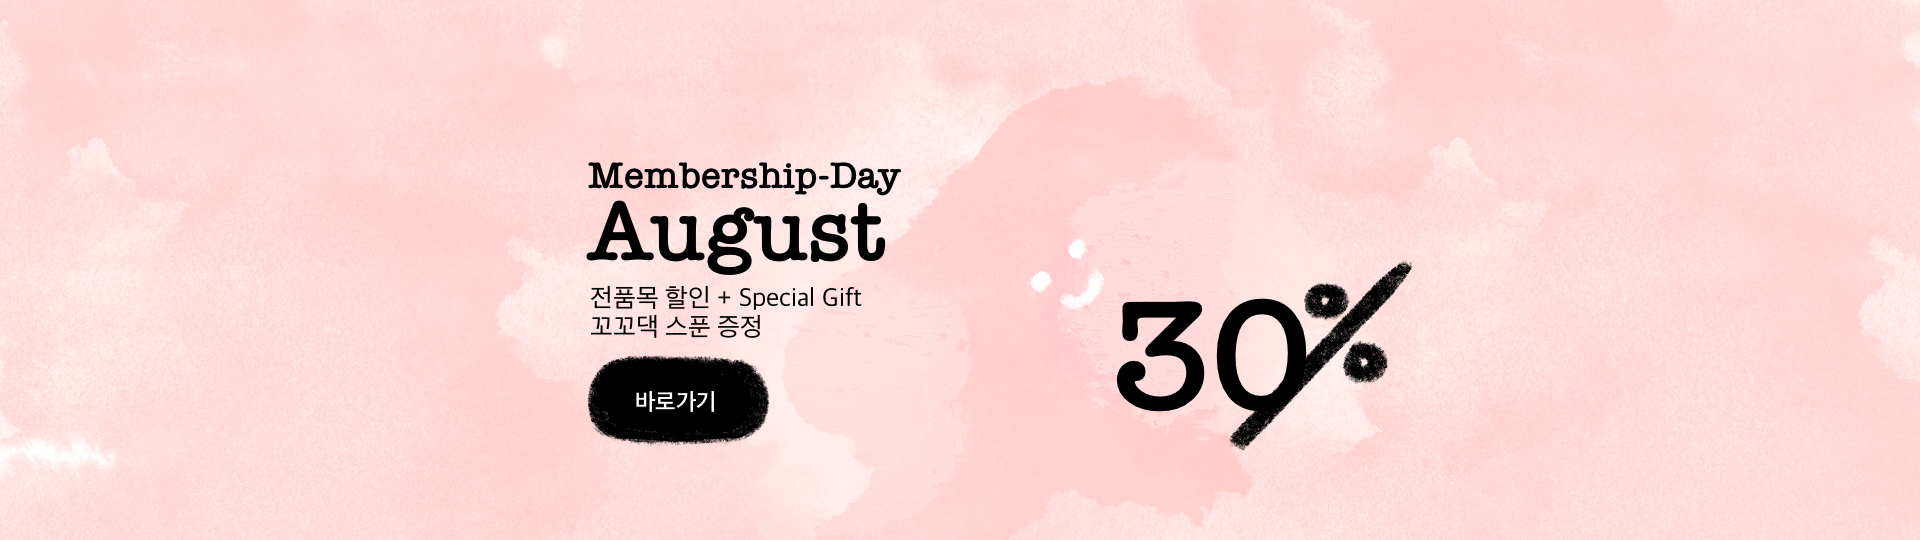 Membership-Day
August
전품목 할인 + Special Gift
꼬꼬댁 스푼 증정
바로가기
30%